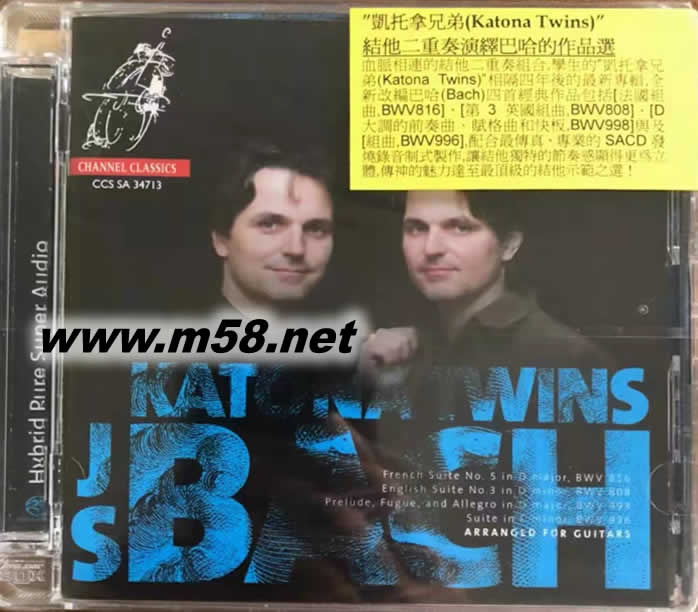 "凱托拿兄弟(Katona Twins)"
結他二重奏演繹巴哈的作品選
血脈相連的結他二重奏組合,孿生的"凱托拿兄
弟(Katona Twins)"相隔四年後的最新專輯,全
新改編巴哈(Bach)四首經典作品包括[法國組
曲,BWV816]、[第 3 英國組曲,BWV808]、[D
大調的前奏曲、賦格曲和快板,BWV998]與及
[組曲,BWV996],配合最傳真、專業的 SACD 發
燒錄音制式製作,讓結他獨特的節奏感顯得更為立
體,傳神的魅力達至最頂級的結他示範之選!
CHANNEL CLASSICS
CCS SA 34713
Hybrid Pure Super Audio
www.m58.net
KATONA TWINS
JS BACH
French Suite No. 5 in D major, BWV 816
English Suite No.3 in D minor, BWV 808
Prelude, Fugue, and Allegro in D major, BWV 998
Suite in E minor, BWV 996
ARRANGED FOR GUITARS